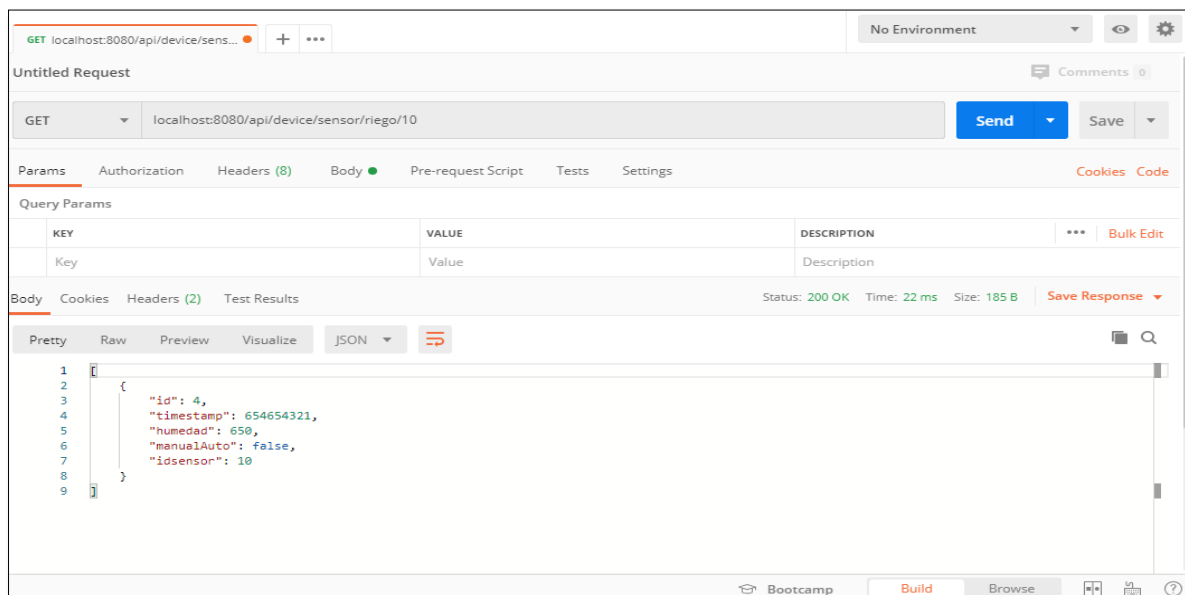 GET localhost:8080/api/device/sens... + ••• No Environment
Untitled Request Comments 0
GET localhost:8080/api/device/sensor/riego/10 Send Save
Params Authorization Headers (8) Body Pre-request Script Tests Settings Cookies Code
Query Params
KEY VALUE DESCRIPTION ••• Bulk Edit
Key Value Description
Body Cookies Headers (2) Test Results Status: 200 OK Time: 22 ms Size: 185 B Save Response
Pretty Raw Preview Visualize JSON
1 [
2 {
3 "id": 4,
4 "timestamp": 654654321,
5 "humedad": 650,
6 "manualAuto": false,
7 "idsensor": 10
8 }
9 ]
Bootcamp Build Browse ?